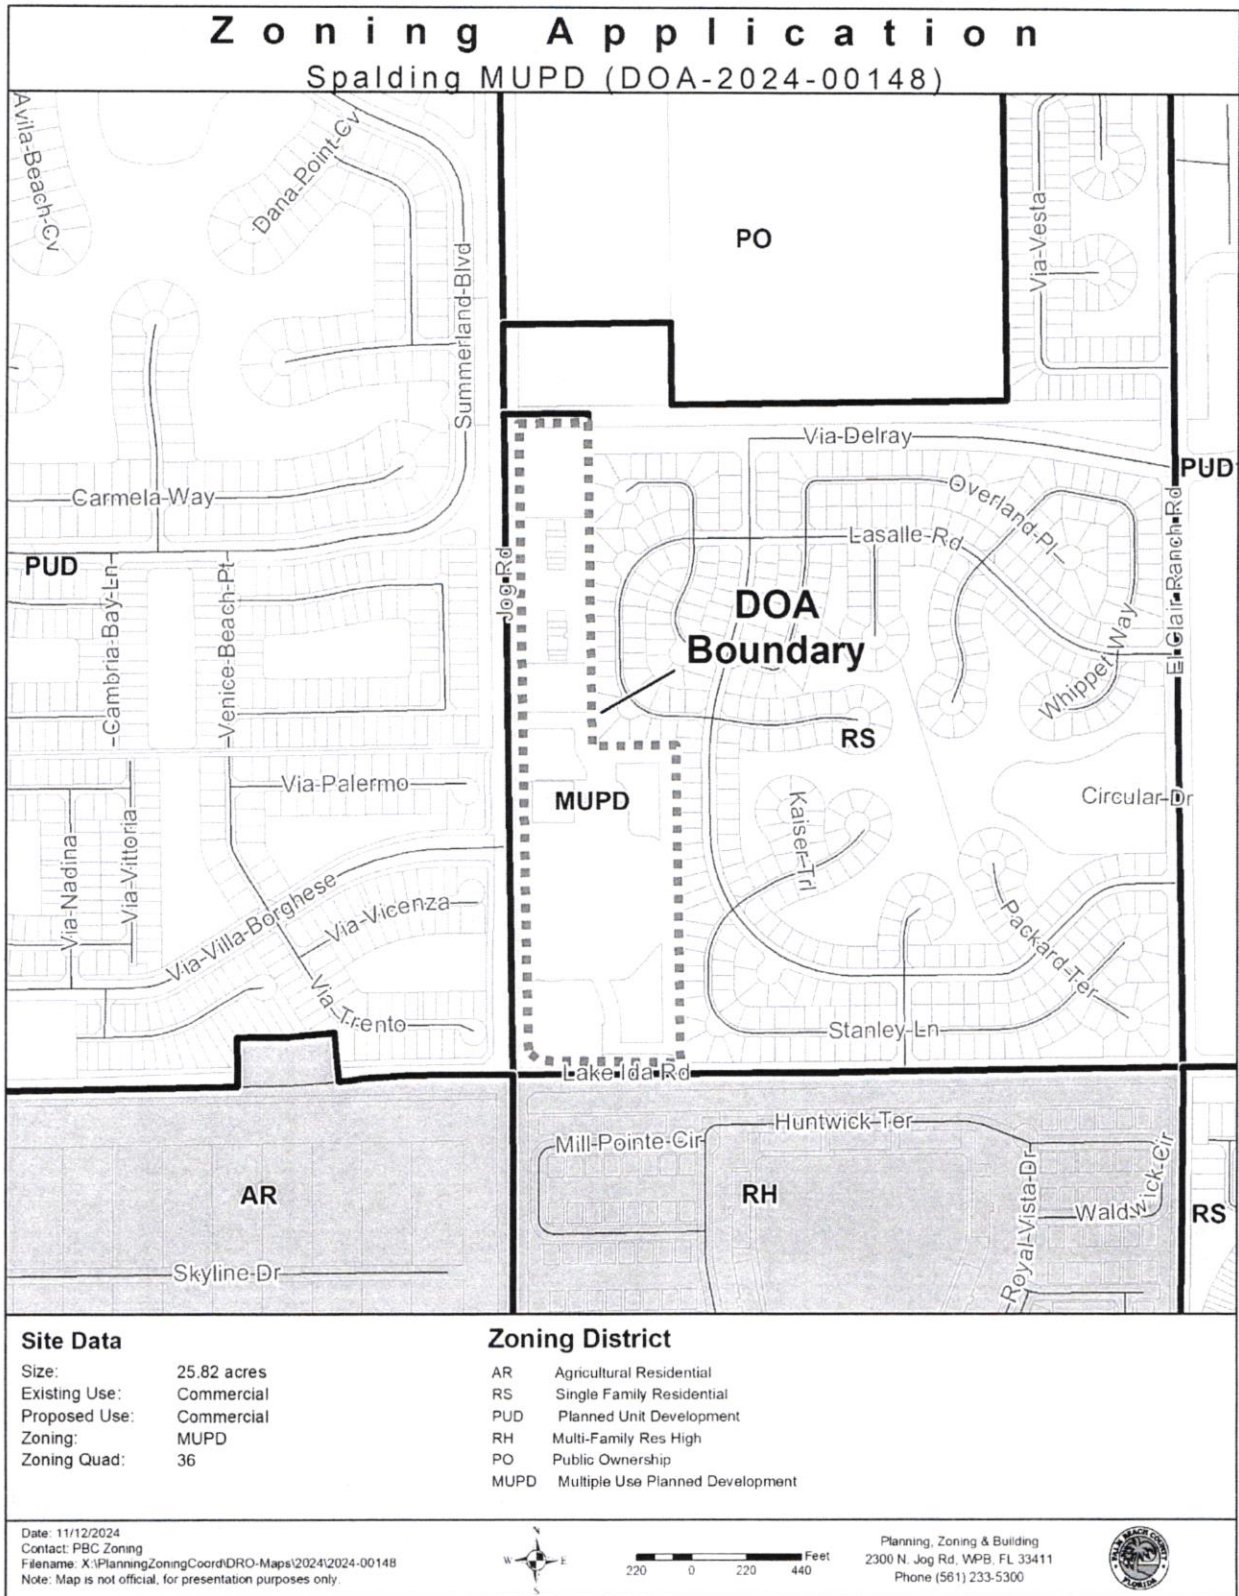 Zoning Application
Spalding MUPD (DOA-2024-00148)
Avila-Beach-Cv
Dana-Point-Cv
Summerland-Blvd
PO
Via-Vesta
Via-Delray
PUD
Carmela-Way
Overland-Pl
Lasalle-Rd
PUD
Jog Rd
El Clair Ranch Rd
Cambria-Bay-Ln
Venice-Beach-Pt
DOA
Boundary
Whippet Way
RS
Via-Palermo
MUPD
Circular-Dr
Kaiser-Trl
Via-Nadina
Via-Vittoria
Via-Villa-Borghese
Via-Vicenza
Packard-Ter
Via-Trento
Stanley-Ln
Lake Ida Rd
Huntwick-Ter
Mill-Pointe-Cir
AR
RH
Royal-Vista-Dr
Waldwick-Cir
RS
Skyline-Dr
Site Data
Size: 25.82 acres
Existing Use: Commercial
Proposed Use: Commercial
Zoning: MUPD
Zoning Quad: 36
Zoning District
AR Agricultural Residential
RS Single Family Residential
PUD Planned Unit Development
RH Multi-Family Res High
PO Public Ownership
MUPD Multiple Use Planned Development
Date: 11/12/2024
Contact: PBC Zoning
Filename: X:\PlanningZoningCoord\DRO-Maps\2024\2024-00148
Note: Map is not official, for presentation purposes only.
N
W E
S
Feet
220 0 220 440
Planning, Zoning & Building
2300 N. Jog Rd, WPB, FL 33411
Phone (561) 233-5300
PALM BEACH COUNTY
FLORIDA